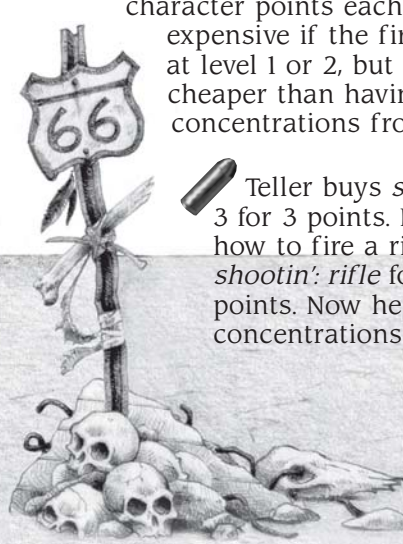 character points each
expensive if the fir
at level 1 or 2, but
cheaper than havin
concentrations fro
66
Teller buys s
3 for 3 points.
how to fire a ri
shootin': rifle fo
points. Now he
concentrations